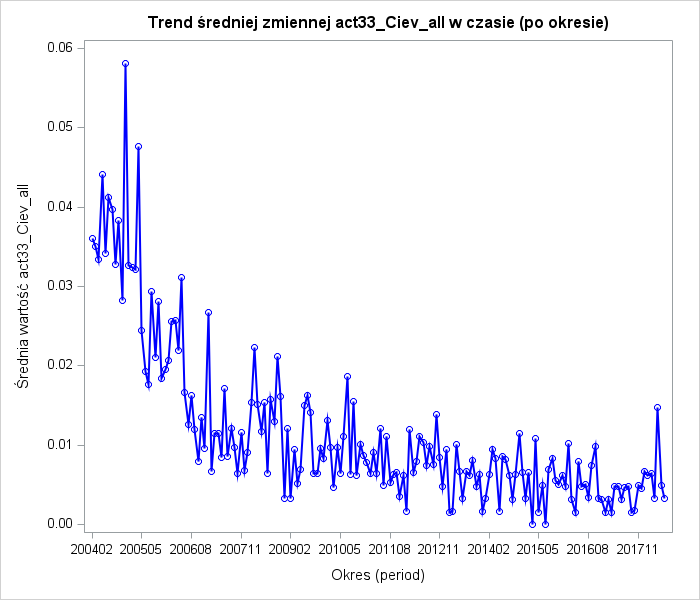 Trend średniej zmiennej act33_Ciev_all w czasie (po okresie)
0.06
0.05
0.04
0.03
0.02
0.01
0.00
Średnia wartość act33_Ciev_all
200402 200505 200608 200711 200902 201005 201108 201211 201402 201505 201608 201711
Okres (period)